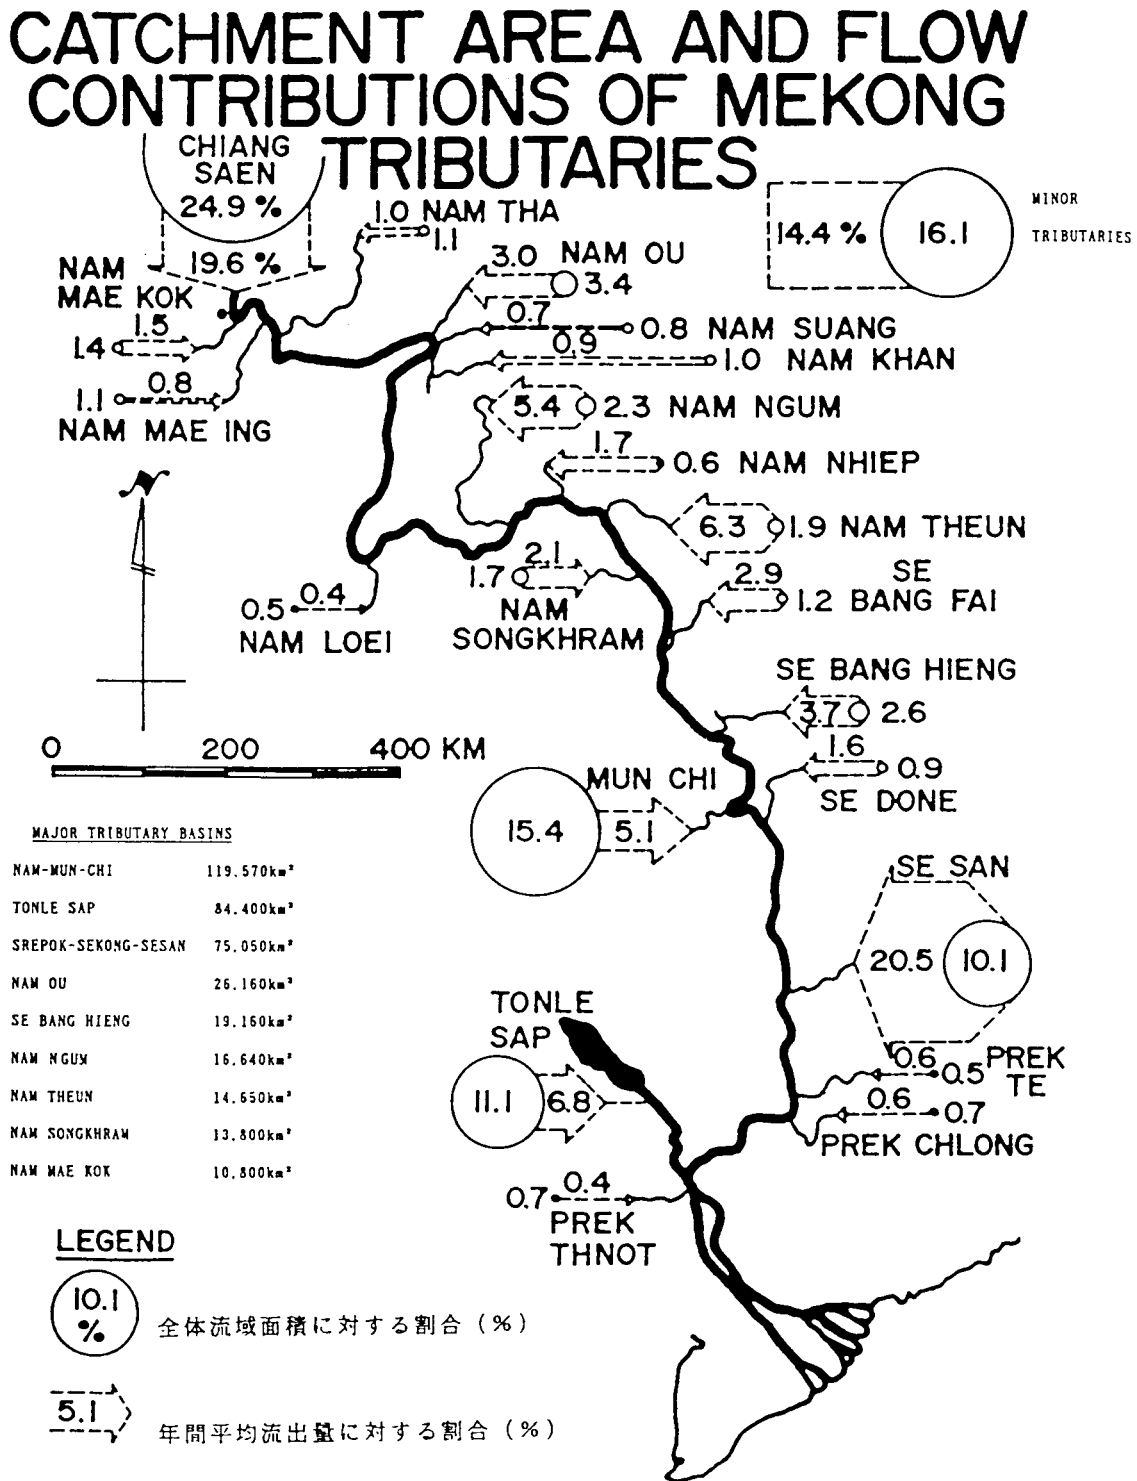 CATCHMENT AREA AND FLOW
CONTRIBUTIONS OF MEKONG
TRIBUTARIES
CHIANG
SAEN
24.9 %
19.6 %
1.0 NAM THA
1.1
14.4 %
16.1
MINOR
TRIBUTARIES
NAM
MAE KOK
1.5
1.4
3.0 NAM OU
3.4
0.7
0.8 NAM SUANG
0.9
1.0 NAM KHAN
0.8
1.1
NAM MAE ING
5.4 2.3 NAM NGUM
1.7
0.6 NAM NHIEP
6.3 1.9 NAM THEUN
2.1
1.7
NAM
SONGKHRAM
2.9
SE
1.2 BANG FAI
0.4
0.5
NAM LOEI
SE BANG HIENG
3.7 2.6
0 200 400 KM
1.6
0.9
SE DONE
MUN CHI
15.4 5.1
MAJOR TRIBUTARY BASINS
NAM-MUN-CHI 119.570km²
TONLE SAP 84.400km²
SREPOK-SEKONG-SESAN 75.050km²
NAM OU 26.160km²
SE BANG HIENG 19.160km²
NAM NGUM 16.640km²
NAM THEUN 14.650km²
NAM SONGKHRAM 13.800km²
NAM MAE KOK 10.800km²
SE SAN
20.5 10.1
TONLE
SAP
11.1 6.8
0.6
0.5
PREK
TE
0.6
0.7
PREK CHLONG
0.4
0.7
PREK
THNOT
LEGEND
10.1
%
全体流域面積に対する割合（%）
5.1
年間平均流出量に対する割合（%）